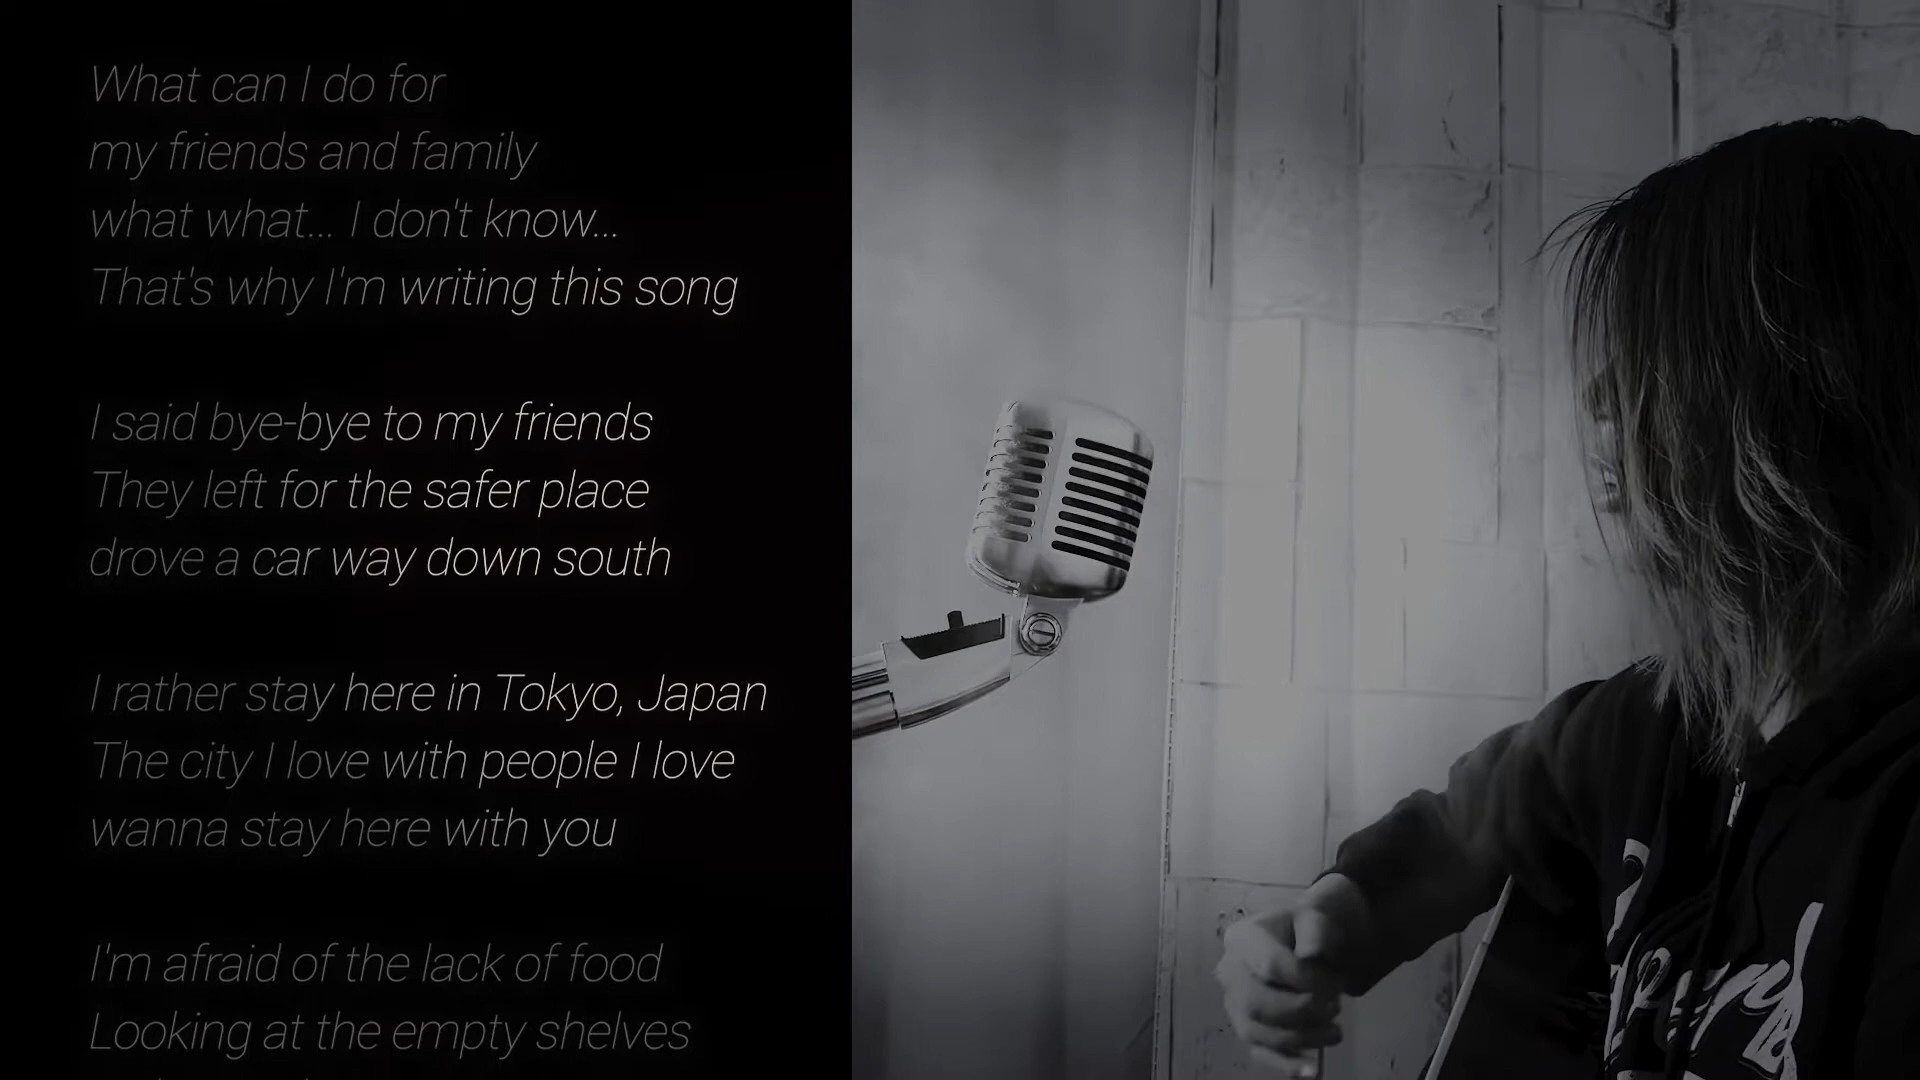 What can I do for
my friends and family
what what... I don't know...
That's why I'm writing this song
I said bye-bye to my friends
They left for the safer place
drove a car way down south
I rather stay here in Tokyo, Japan
The city I love with people I love
wanna stay here with you
I'm afraid of the lack of food
Looking at the empty shelves